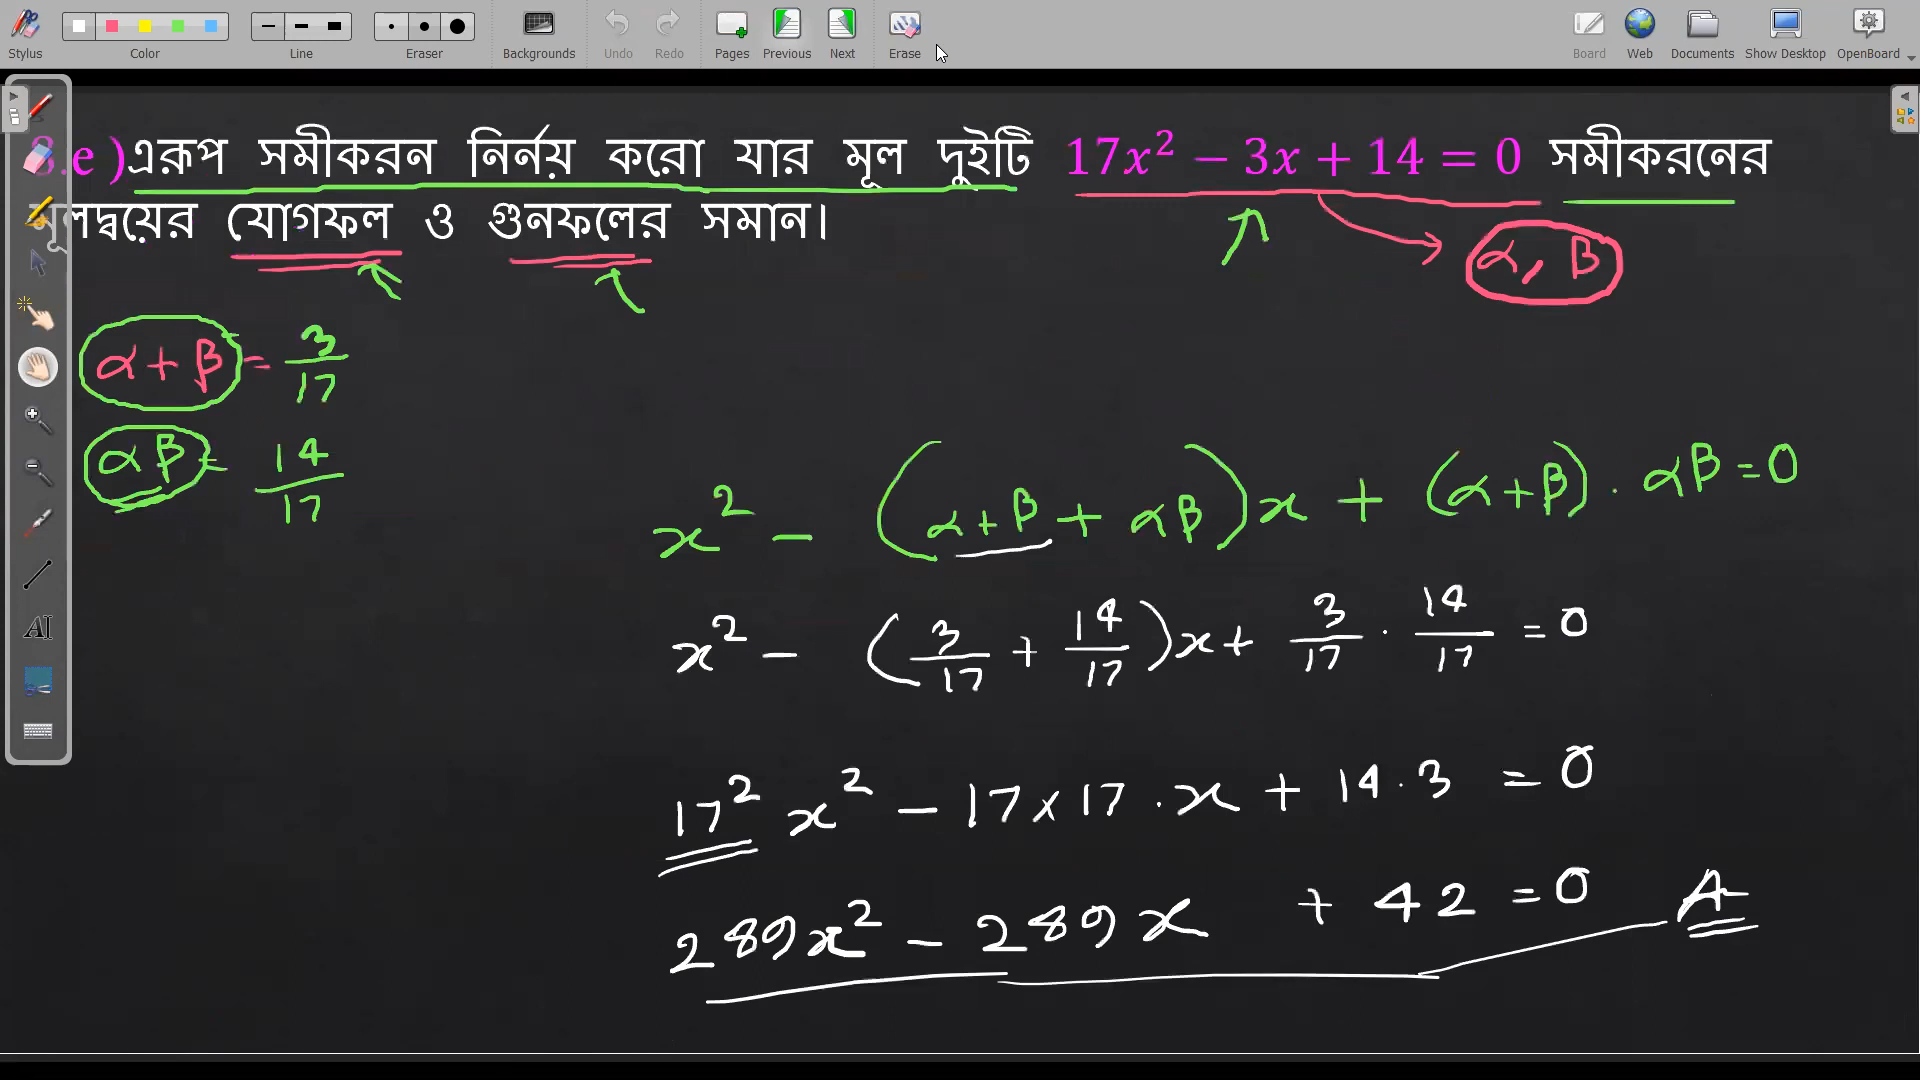 Stylus Color Line Eraser Backgrounds Undo Redo Pages Previous Next Erase Board Web Documents Show Desktop OpenBoard
8.e )এরূপ সমীকরন নির্নয় করো যার মূল দুইটি 17x² − 3x + 14 = 0 সমীকরনের
মূলদ্বয়ের যোগফল ও গুনফলের সমান।
α, β
α + β = 3/17
αβ = 14/17
x² − (α+β + αβ)x + (α+β) · αβ = 0
x² − (3/17 + 14/17)x + 3/17 · 14/17 = 0
17² x² − 17×17 · x + 14 · 3 = 0
289x² − 289x + 42 = 0 A